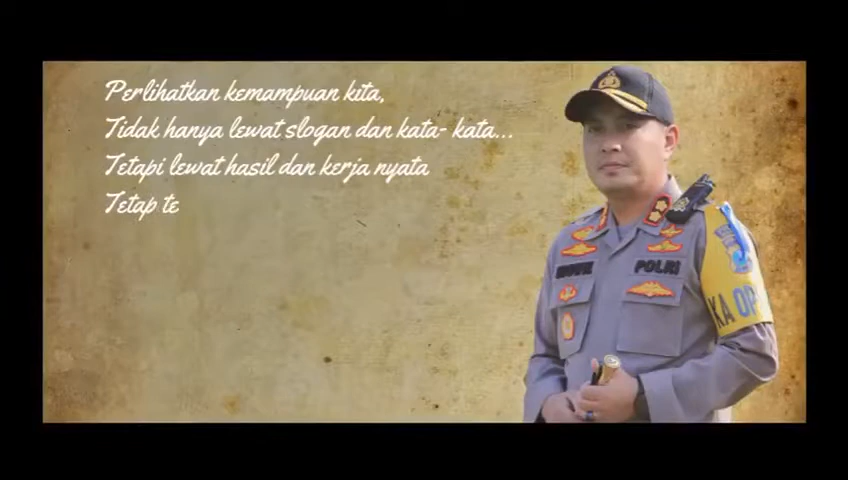 Perlihatkan kemampuan kita,
Tidak hanya lewat slogan dan kata- kata...
Tetapi lewat hasil dan kerja nyata
Tetap te
POLRI
KA OPS